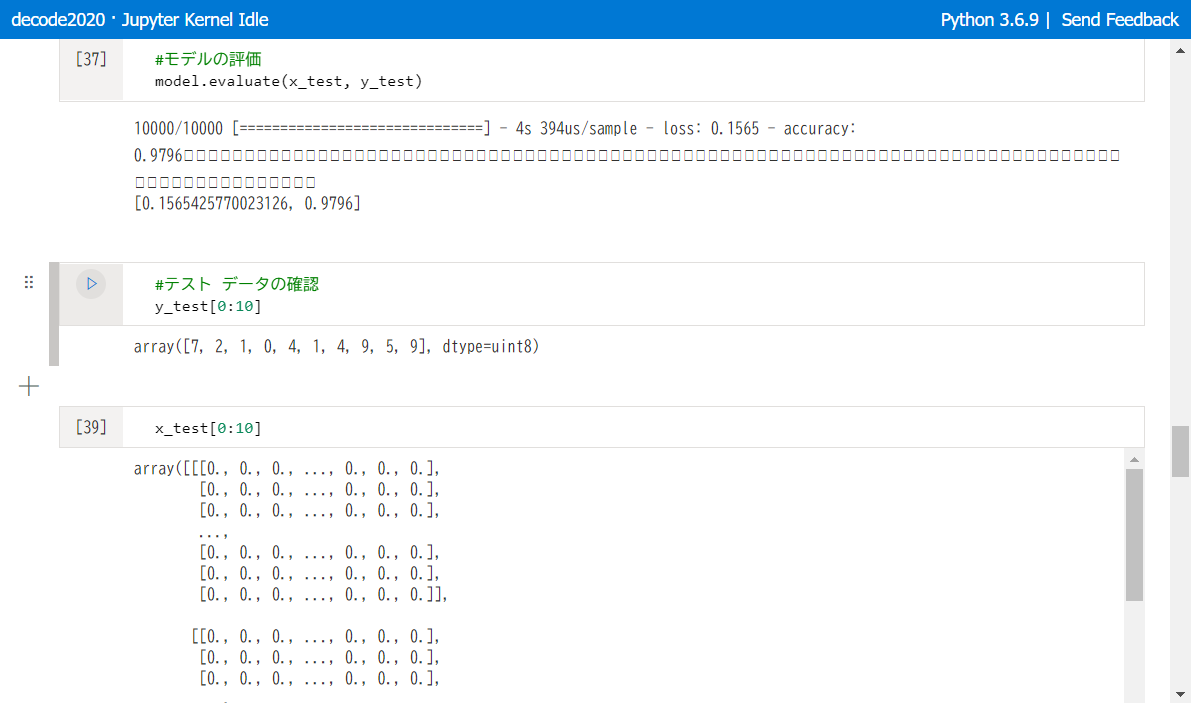 decode2020 · Jupyter Kernel Idle
Python 3.6.9 | Send Feedback
[37]
#モデルの評価
model.evaluate(x_test, y_test)
10000/10000 [==============================] - 4s 394us/sample - loss: 0.1565 - accuracy:
0.9796
[0.1565425770023126, 0.9796]
#テスト データの確認
y_test[0:10]
array([7, 2, 1, 0, 4, 1, 4, 9, 5, 9], dtype=uint8)
[39]
x_test[0:10]
array([[[0., 0., 0., ..., 0., 0., 0.],
[0., 0., 0., ..., 0., 0., 0.],
[0., 0., 0., ..., 0., 0., 0.],
...,
[0., 0., 0., ..., 0., 0., 0.],
[0., 0., 0., ..., 0., 0., 0.],
[0., 0., 0., ..., 0., 0., 0.]],
[[0., 0., 0., ..., 0., 0., 0.],
[0., 0., 0., ..., 0., 0., 0.],
[0., 0., 0., ..., 0., 0., 0.],